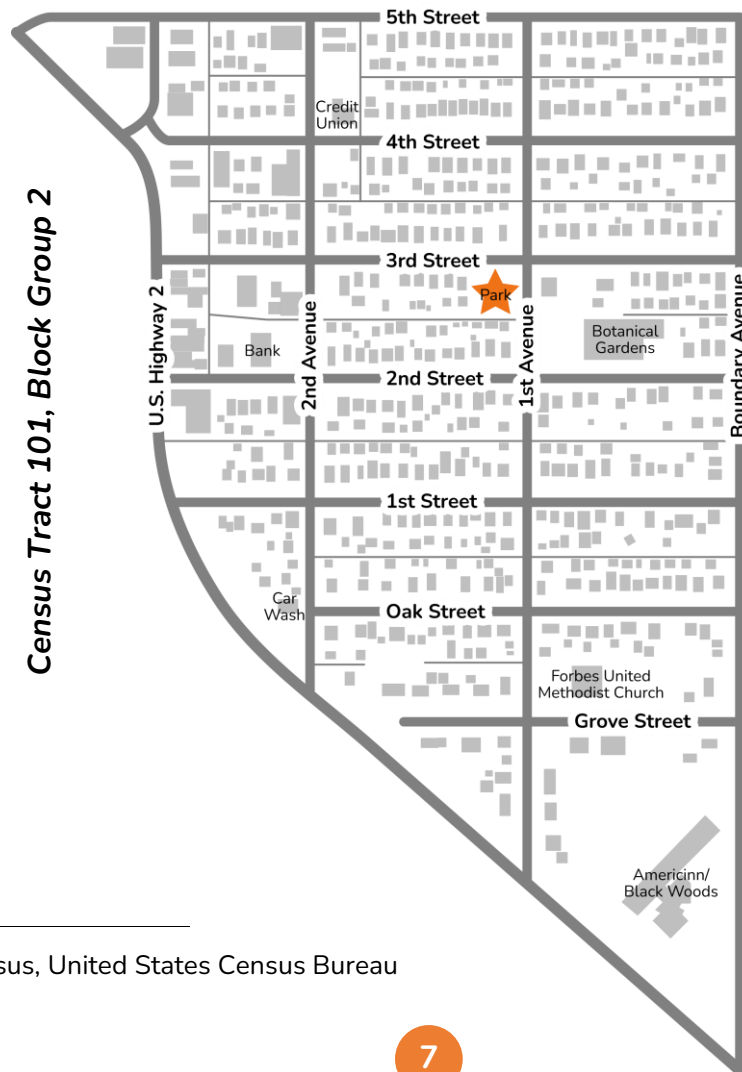 5th Street
Credit
Union
4th Street
Census Tract 101, Block Group 2
3rd Street
Park
U.S. Highway 2
2nd Avenue
1st Avenue
Botanical
Gardens
Boundary Avenue
Bank
2nd Street
1st Street
Car
Wash
Oak Street
Forbes United
Methodist Church
Grove Street
Americinn/
Black Woods
sus, United States Census Bureau
7